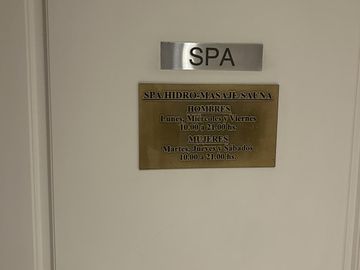 SPA
SPA/HIDRO-MASAJE/SAUNA
HOMBRES
Lunes, Miércoles y Viernes
10.00 a 21.00 hs.
MUJERES
Martes, Jueves y Sábados
10.00 a 21.00 hs.